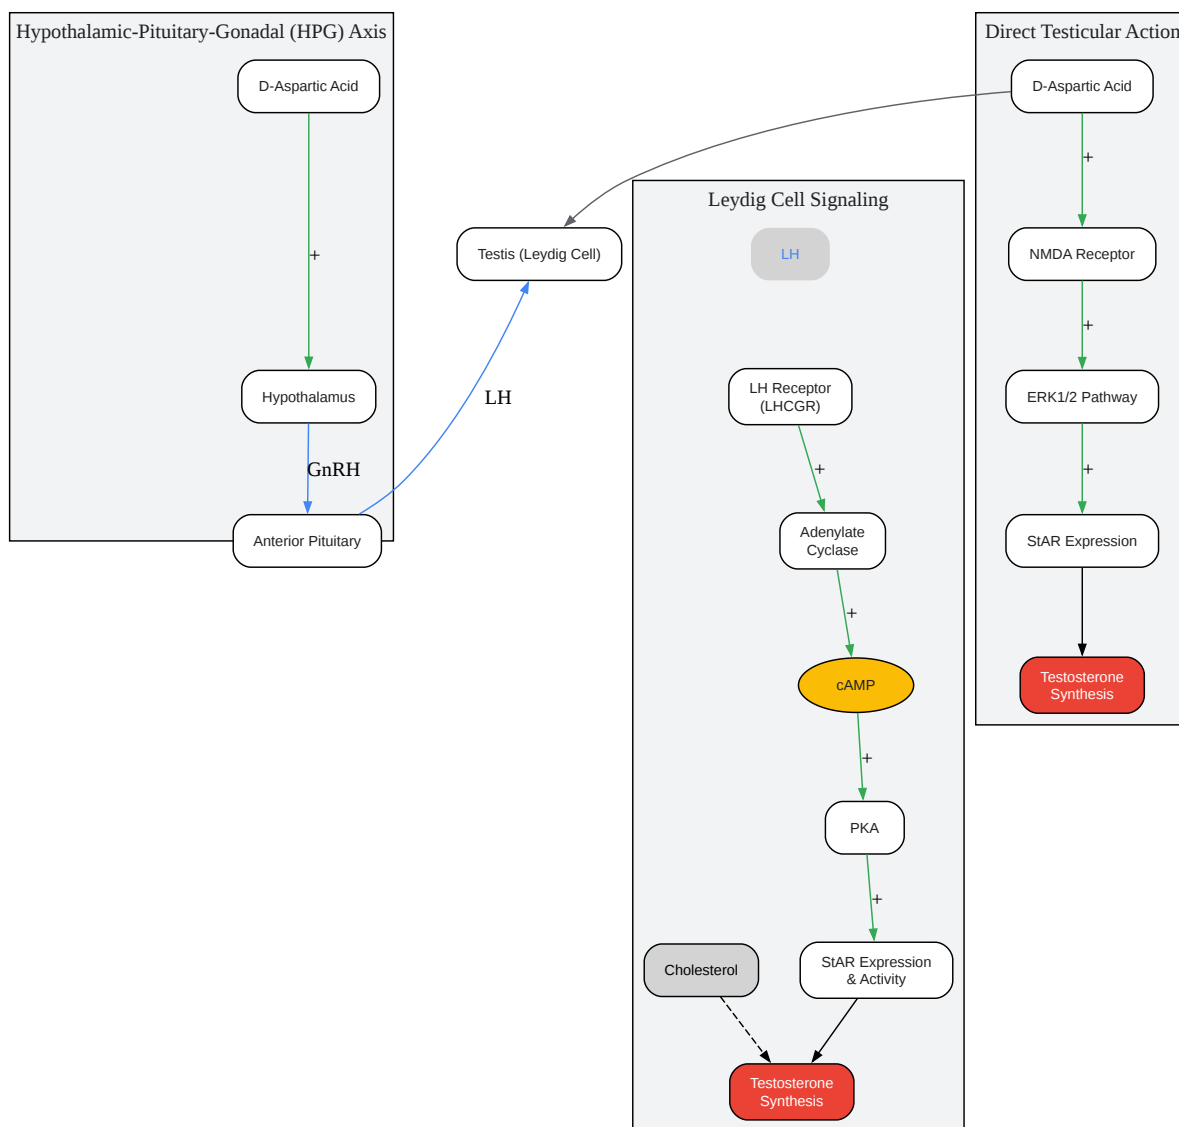 Hypothalamic-Pituitary-Gonadal (HPG) Axis
D-Aspartic Acid
+
Hypothalamus
GnRH
Anterior Pituitary
LH
Testis (Leydig Cell)
Leydig Cell Signaling
LH
LH Receptor
(LHCGR)
+
Adenylate
Cyclase
+
cAMP
+
PKA
+
Cholesterol
StAR Expression
& Activity
Testosterone
Synthesis
Direct Testicular Action
D-Aspartic Acid
+
NMDA Receptor
+
ERK1/2 Pathway
+
StAR Expression
Testosterone
Synthesis